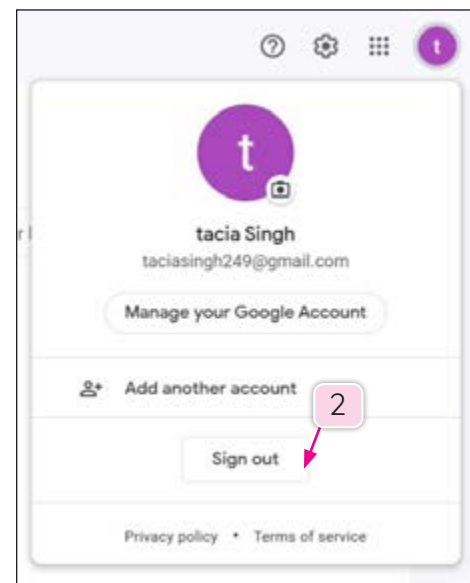 t
t
r l
tacia Singh
taciasingh249@gmail.com
Manage your Google Account
Add another account
2
Sign out
Privacy policy • Terms of service